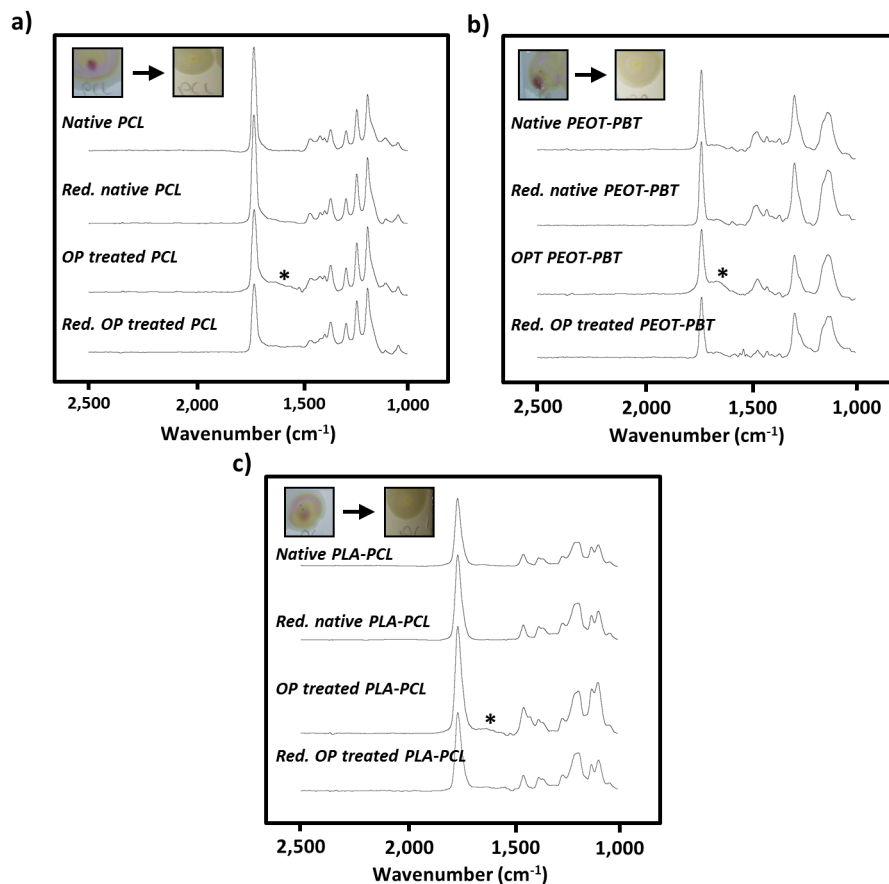 a)
Native PCL
Red. native PCL
OP treated PCL
*
Red. OP treated PCL
2,500 2,000 1,500 1,000
Wavenumber (cm-1)
b)
Native PEOT-PBT
Red. native PEOT-PBT
OPT PEOT-PBT
*
Red. OP treated PEOT-PBT
2,500 2,000 1,500 1,000
Wavenumber (cm-1)
c)
Native PLA-PCL
Red. native PLA-PCL
OP treated PLA-PCL
*
Red. OP treated PLA-PCL
2,500 2,000 1,500 1,000
Wavenumber (cm-1)